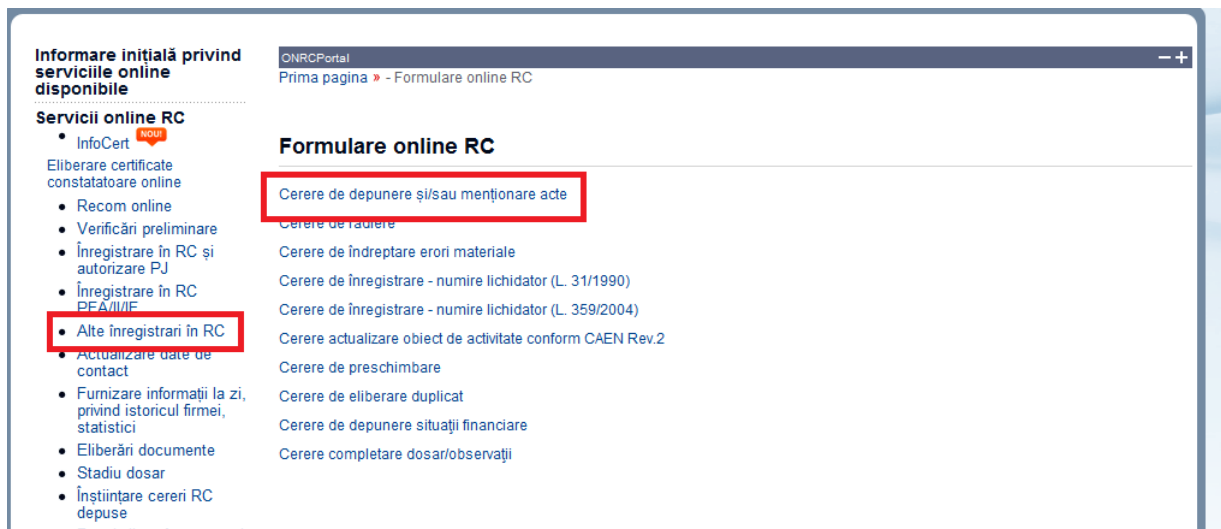 Informare inițială privind
serviciile online
disponibile
Servicii online RC
InfoCert NOU!
Eliberare certificate
constatatoare online
Recom online
Verificări preliminare
Înregistrare în RC și
autorizare PJ
Înregistrare în RC
PFA/II/IF
Alte înregistrari în RC
Actualizare date de
contact
Furnizare informații la zi,
privind istoricul firmei,
statistici
Eliberări documente
Stadiu dosar
Înștiințare cereri RC
depuse
ONRCPortal
Prima pagina » - Formulare online RC
Formulare online RC
Cerere de depunere și/sau menționare acte
Cerere de radiere
Cerere de îndreptare erori materiale
Cerere de înregistrare - numire lichidator (L. 31/1990)
Cerere de înregistrare - numire lichidator (L. 359/2004)
Cerere actualizare obiect de activitate conform CAEN Rev.2
Cerere de preschimbare
Cerere de eliberare duplicat
Cerere de depunere situaţii financiare
Cerere completare dosar/observaţii